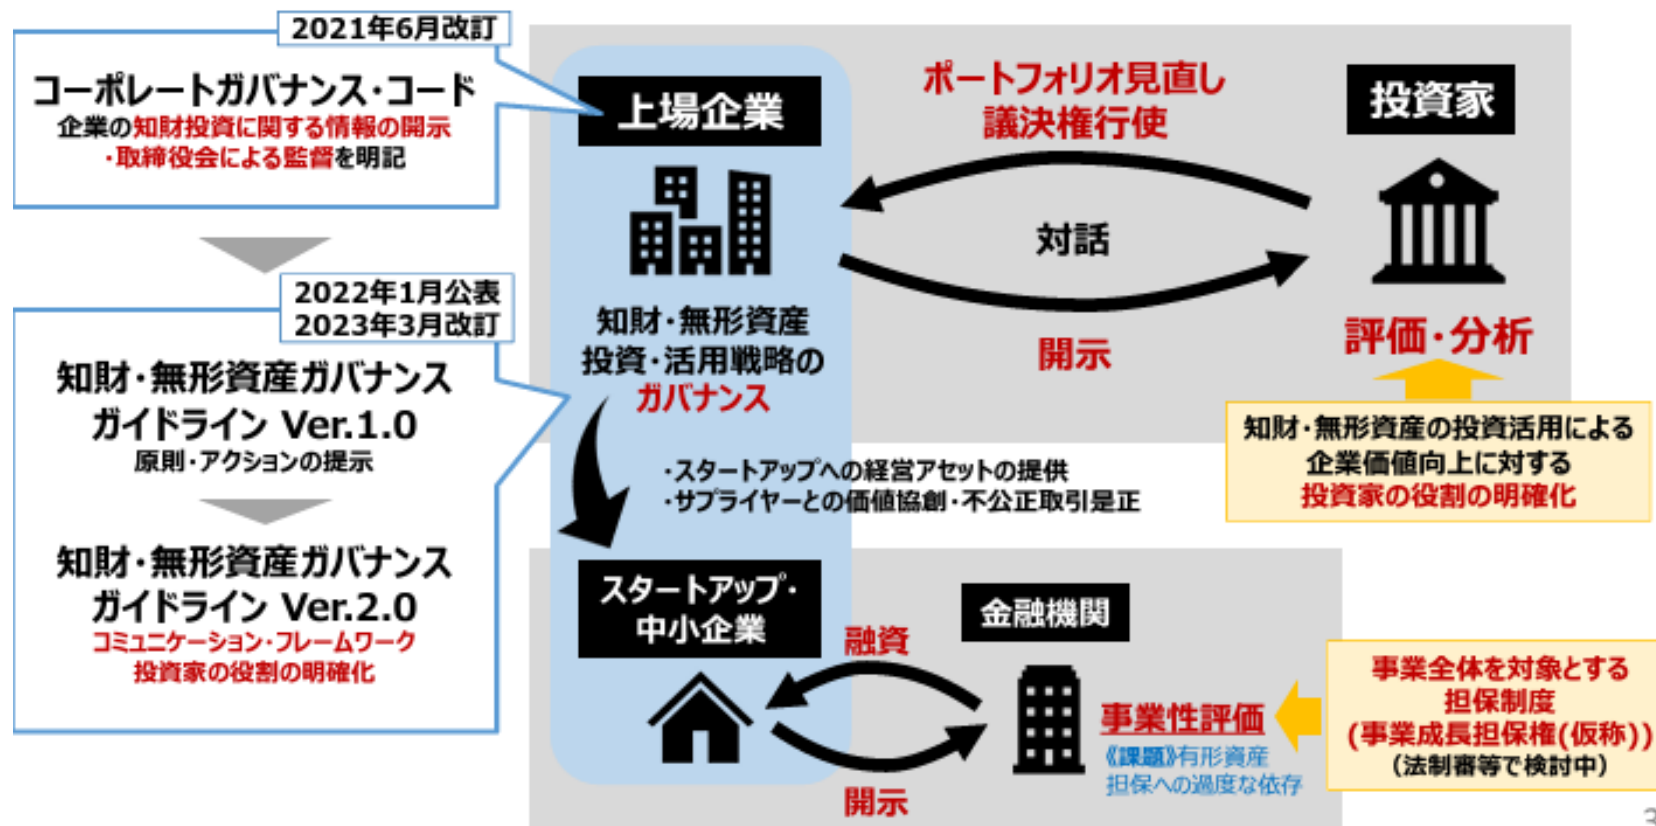 2021年6月改訂
コーポレートガバナンス・コード
企業の知財投資に関する情報の開示
・取締役会による監督を明記
2022年1月公表
2023年3月改訂
知財・無形資産ガバナンス
ガイドライン Ver.1.0
原則・アクションの提示
知財・無形資産ガバナンス
ガイドライン Ver.2.0
コミュニケーション・フレームワーク
投資家の役割の明確化
上場企業
知財・無形資産
投資・活用戦略の
ガバナンス
ポートフォリオ見直し
議決権行使
対話
開示
投資家
評価・分析
知財・無形資産の投資活用による
企業価値向上に対する
投資家の役割の明確化
・スタートアップへの経営アセットの提供
・サプライヤーとの価値協創・不公正取引是正
スタートアップ・
中小企業
融資
開示
金融機関
事業性評価
《課題》有形資産
担保への過度な依存
事業全体を対象とする
担保制度
(事業成長担保権(仮称))
(法制審等で検討中)